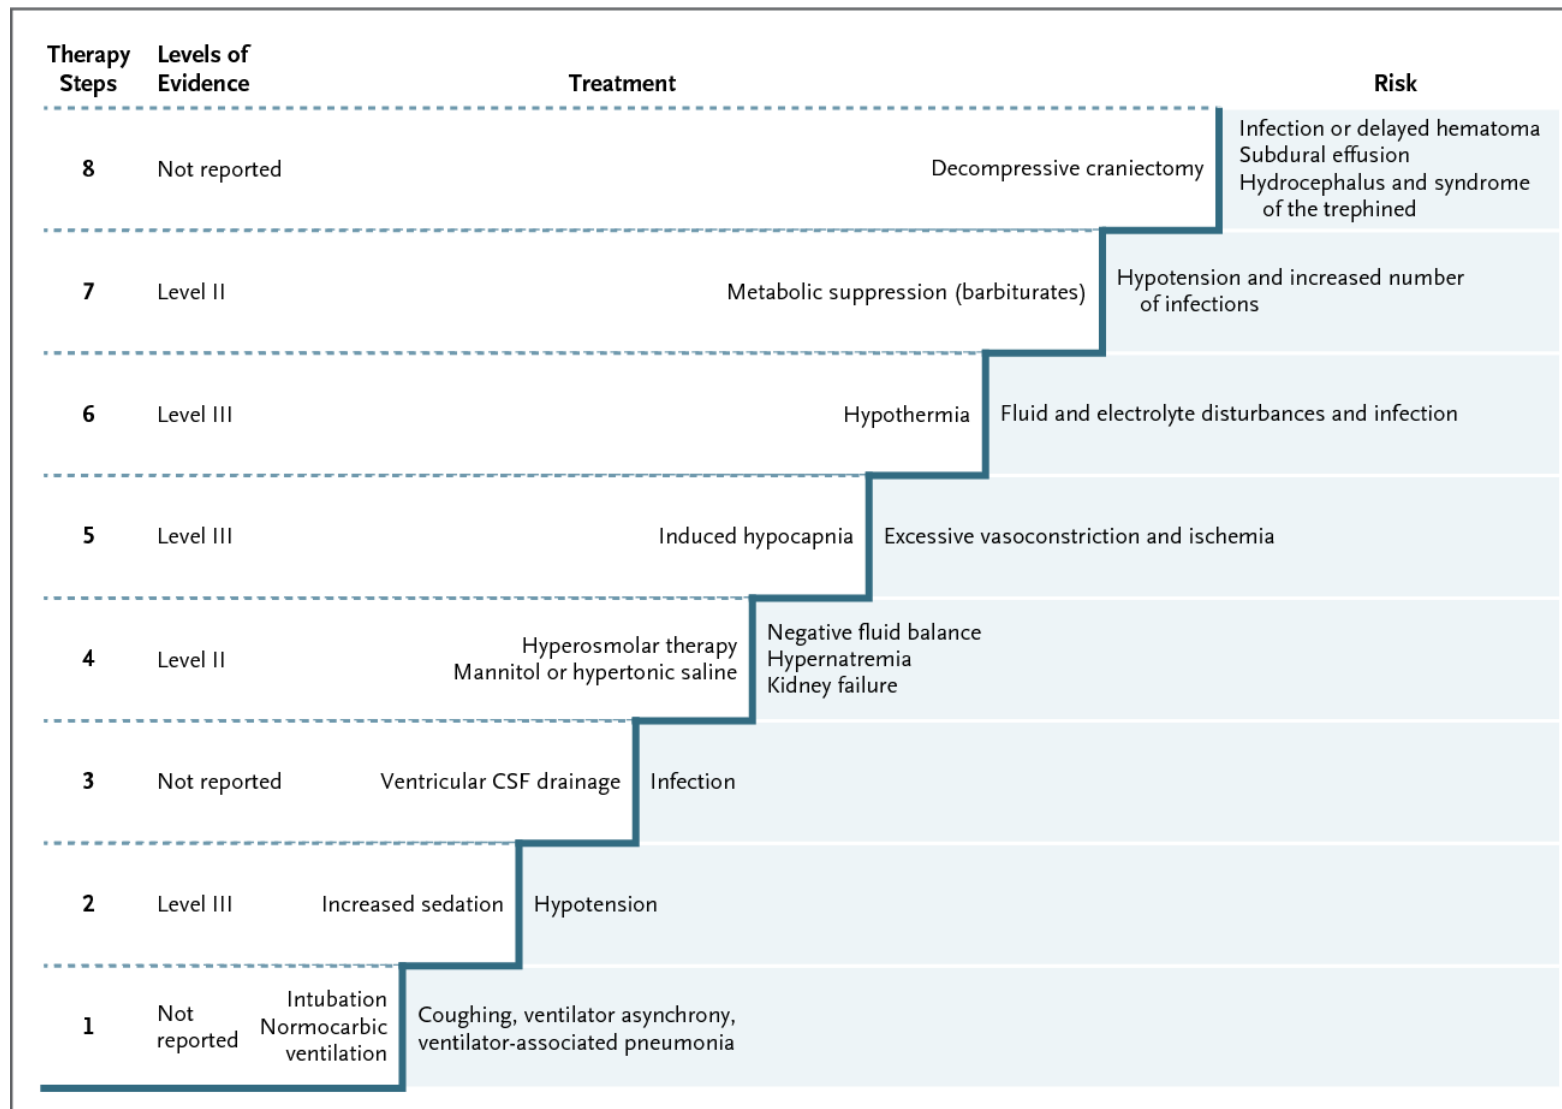 Therapy Steps
Levels of Evidence
Treatment
Risk
8
Not reported
Decompressive craniectomy
Infection or delayed hematoma
Subdural effusion
Hydrocephalus and syndrome
of the trephined
7
Level II
Metabolic suppression (barbiturates)
Hypotension and increased number
of infections
6
Level III
Hypothermia
Fluid and electrolyte disturbances and infection
5
Level III
Induced hypocapnia
Excessive vasoconstriction and ischemia
4
Level II
Hyperosmolar therapy
Mannitol or hypertonic saline
Negative fluid balance
Hypernatremia
Kidney failure
3
Not reported
Ventricular CSF drainage
Infection
2
Level III
Increased sedation
Hypotension
1
Not
reported
Intubation
Normocarbic
ventilation
Coughing, ventilator asynchrony,
ventilator-associated pneumonia